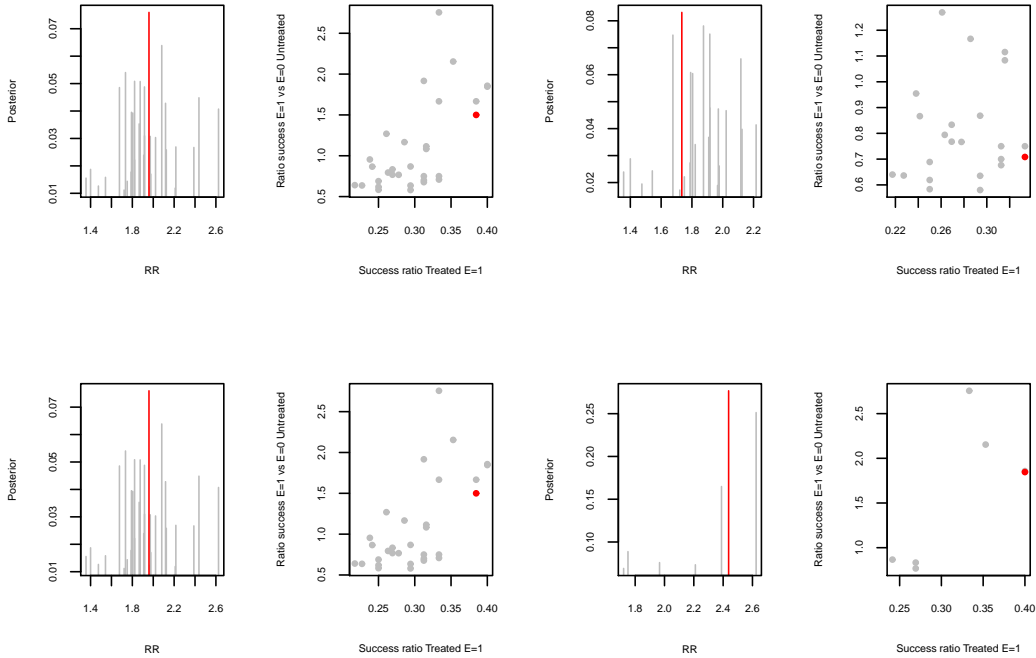 Posterior
0.01 0.03 0.05 0.07
1.4 1.8 2.2 2.6
RR
Ratio success E=1 vs E=0 Untreated
0.5 1.0 1.5 2.0 2.5
0.25 0.30 0.35 0.40
Success ratio Treated E=1
Posterior
0.02 0.04 0.06 0.08
1.4 1.6 1.8 2.0 2.2
RR
Ratio success E=1 vs E=0 Untreated
0.6 0.7 0.8 0.9 1.0 1.1 1.2
0.22 0.26 0.30
Success ratio Treated E=1
Posterior
0.01 0.03 0.05 0.07
1.4 1.8 2.2 2.6
RR
Ratio success E=1 vs E=0 Untreated
0.5 1.0 1.5 2.0 2.5
0.25 0.30 0.35 0.40
Success ratio Treated E=1
Posterior
0.10 0.15 0.20 0.25
1.8 2.0 2.2 2.4 2.6
RR
Ratio success E=1 vs E=0 Untreated
1.0 1.5 2.0 2.5
0.25 0.30 0.35 0.40
Success ratio Treated E=1